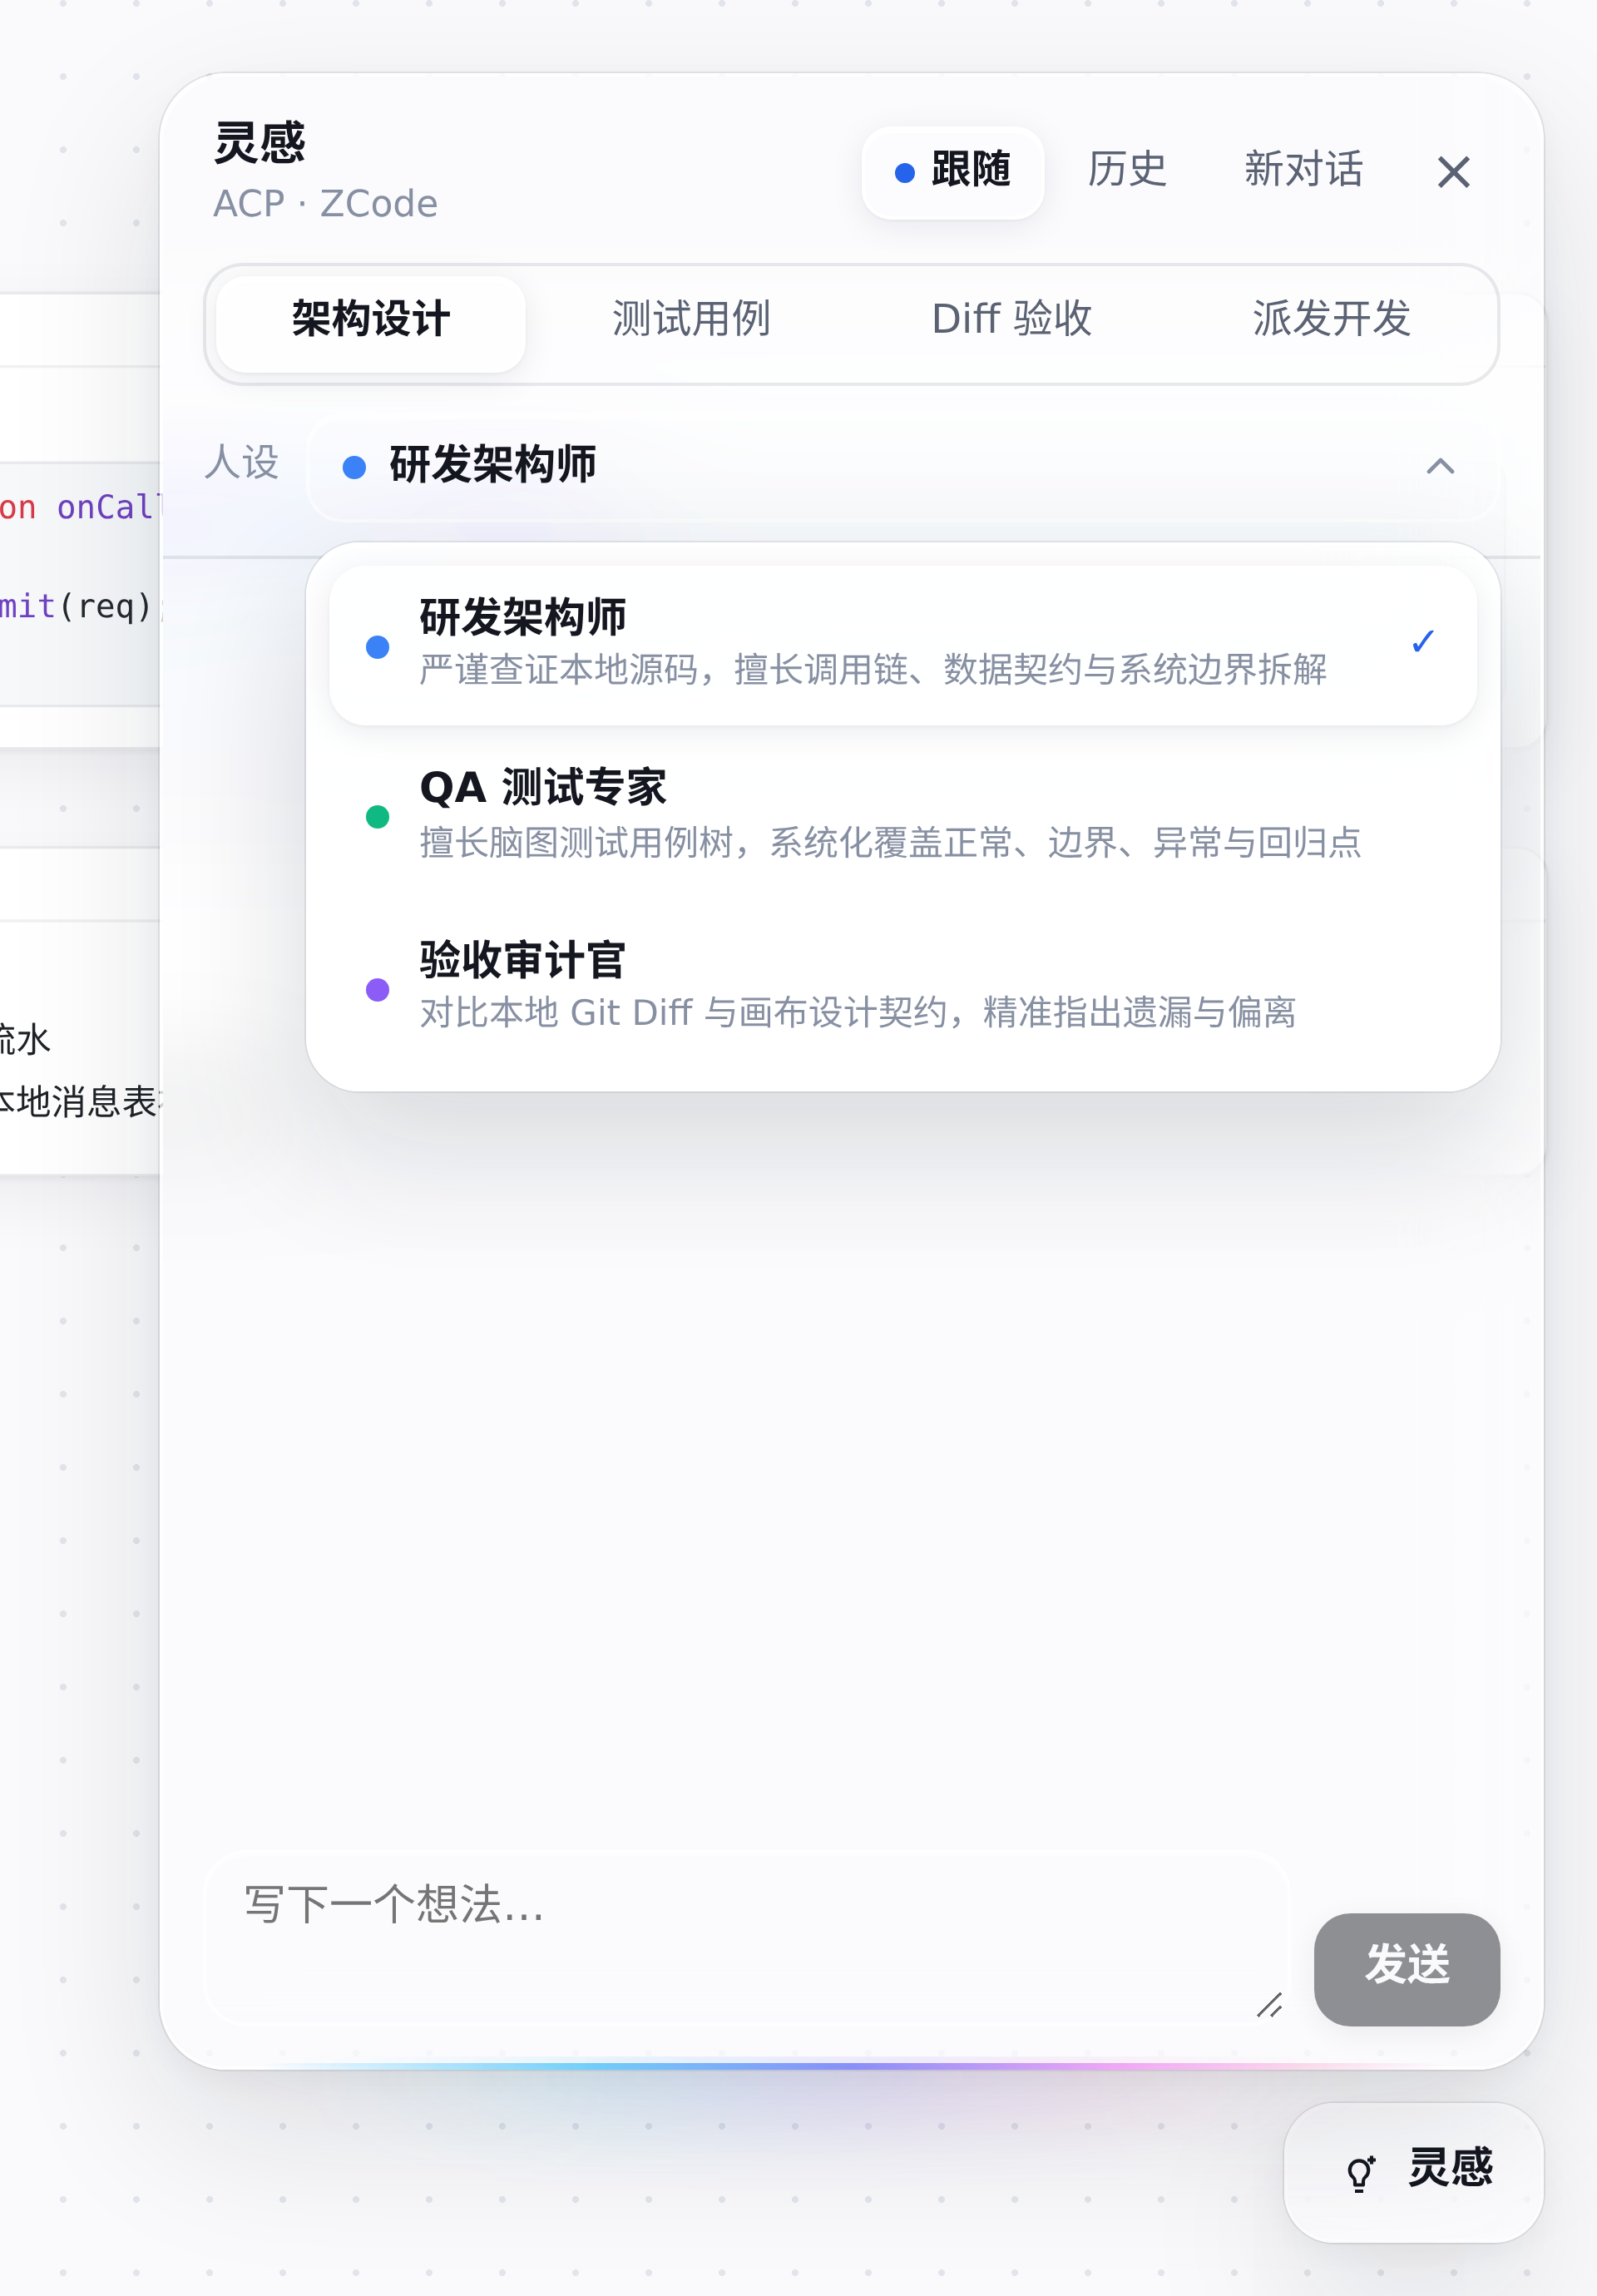 灵感
ACP · ZCode
跟随
历史
新对话
架构设计
测试用例
Diff 验收
派发开发
人设
研发架构师
on onCall
mit(req)
研发架构师
严谨查证本地源码，擅长调用链、数据契约与系统边界拆解
✓
QA 测试专家
擅长脑图测试用例树，系统化覆盖正常、边界、异常与回归点
验收审计官
对比本地 Git Diff 与画布设计契约，精准指出遗漏与偏离
流水
本地消息表
写下一个想法...
发送
灵感